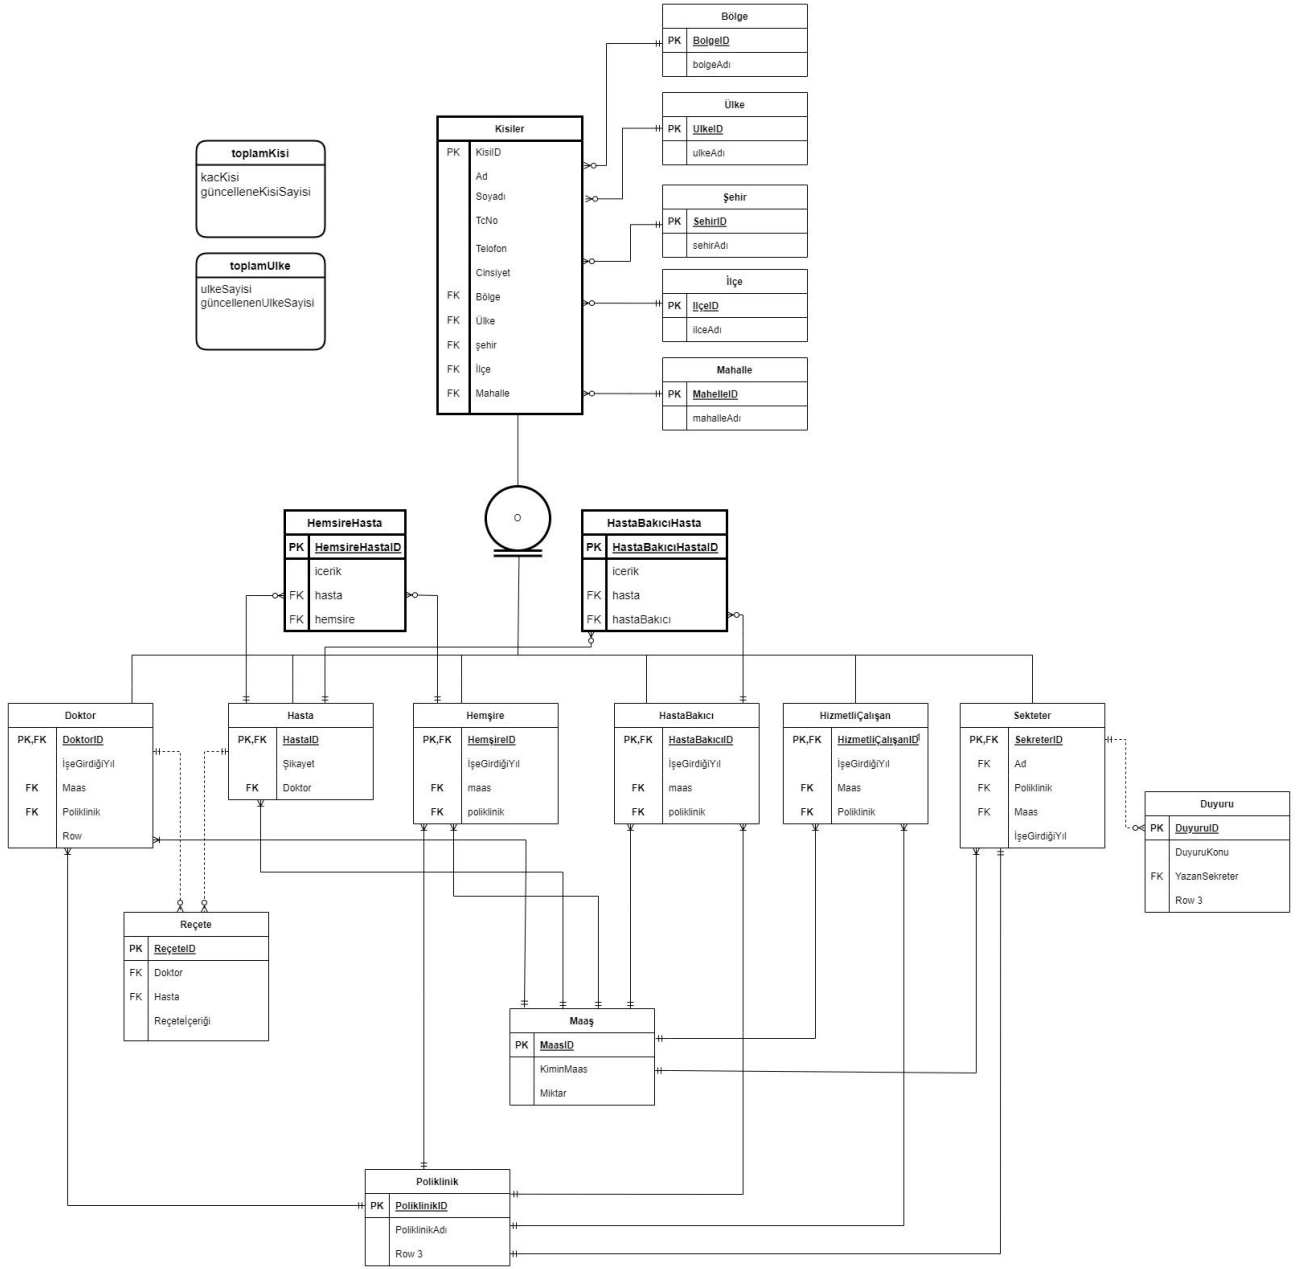 Bölge
PK BolgeID
bolgeAdı
Ülke
PK UlkeID
ulkeAdı
Şehir
PK SehirID
sehirAdı
İlçe
PK IlçeID
ilceAdı
Mahalle
PK MahelleID
mahalleAdı
Kisiler
PK KisiID
Ad
Soyadı
TcNo
Telofon
Cinsiyet
FK Bölge
FK Ülke
FK şehir
FK İlçe
FK Mahalle
toplamKisi
kacKisi
güncelleneKisiSayisi
toplamUlke
ulkeSayisi
güncellenenUlkeSayisi
O
HemsireHasta
PK HemsireHastaID
icerik
FK hasta
FK hemsire
HastaBakıcıHasta
PK HastaBakıcıHastaID
icerik
FK hasta
FK hastaBakıcı
Doktor
PK,FK DoktorID
İşeGirdiğiYıl
FK Maas
FK Poliklinik
Row
Hasta
PK,FK HastaID
Şikayet
FK Doktor
Hemşire
PK,FK HemşireID
İşeGirdiğiYıl
FK maas
FK poliklinik
HastaBakıcı
PK,FK HastaBakıcıID
İşeGirdiğiYıl
FK maas
FK poliklinik
HizmetliÇalışan
PK,FK HizmetliÇalışanID
İşeGirdiğiYıl
FK Maas
FK Poliklinik
Sekteter
PK,FK SekreterID
FK Ad
FK Poliklinik
FK Maas
İşeGirdiğiYıl
Duyuru
PK DuyuruID
DuyuruKonu
FK YazanSekreter
Row 3
Reçete
PK ReçeteID
FK Doktor
FK Hasta
Reçeteİçeriği
Maaş
PK MaasID
KiminMaas
Miktar
Poliklinik
PK PoliklinikID
PoliklinikAdı
Row 3